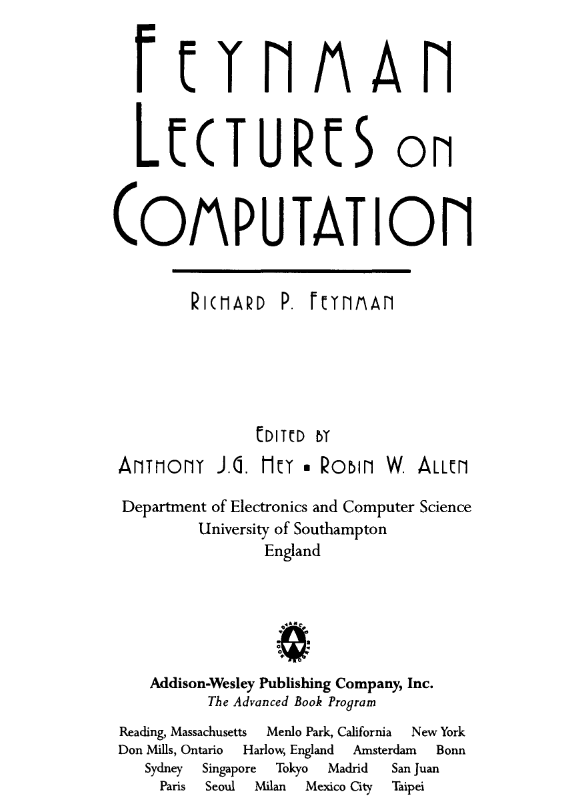 FEYNMAN
LECTURES ON
COMPUTATION
RICHARD P. FEYNMAN
EDITED BY
ANTHONY J.G. HEY ▪ ROBIN W. ALLEN
Department of Electronics and Computer Science
University of Southampton
England
Addison-Wesley Publishing Company, Inc.
The Advanced Book Program
Reading, Massachusetts Menlo Park, California New York
Don Mills, Ontario Harlow, England Amsterdam Bonn
Sydney Singapore Tokyo Madrid San Juan
Paris Seoul Milan Mexico City Taipei